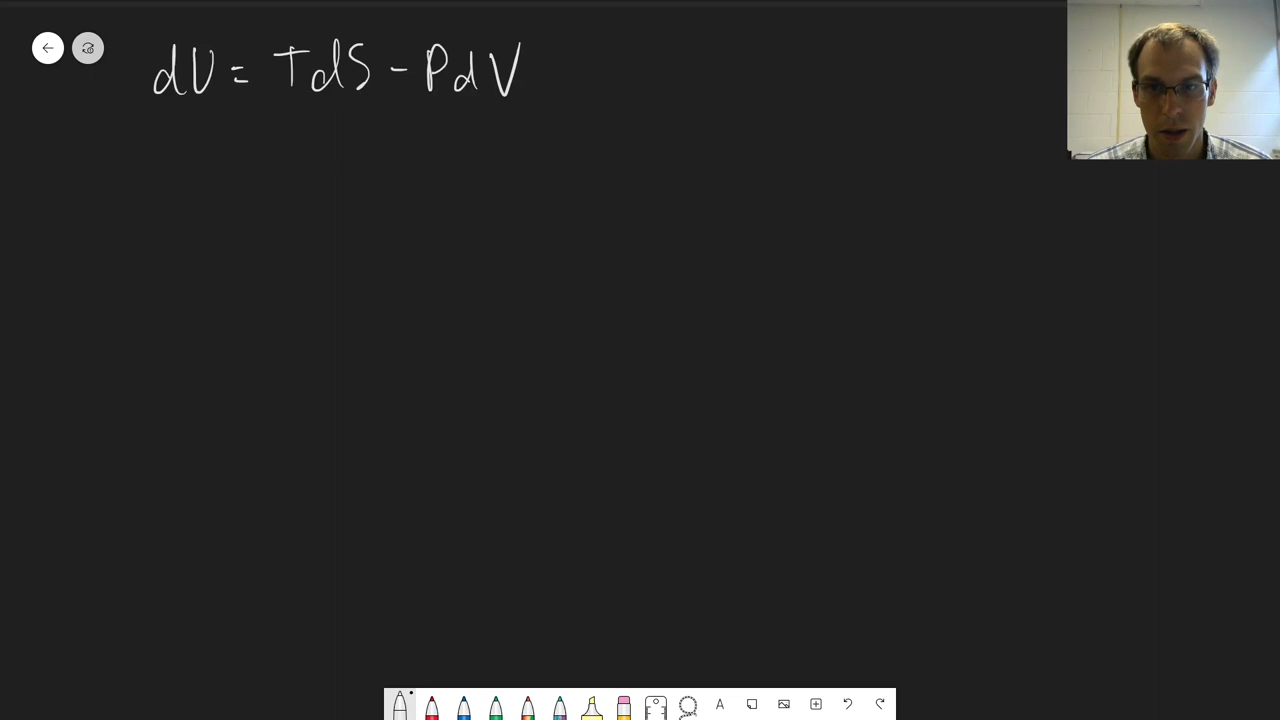 dU = TdS - PdV
A